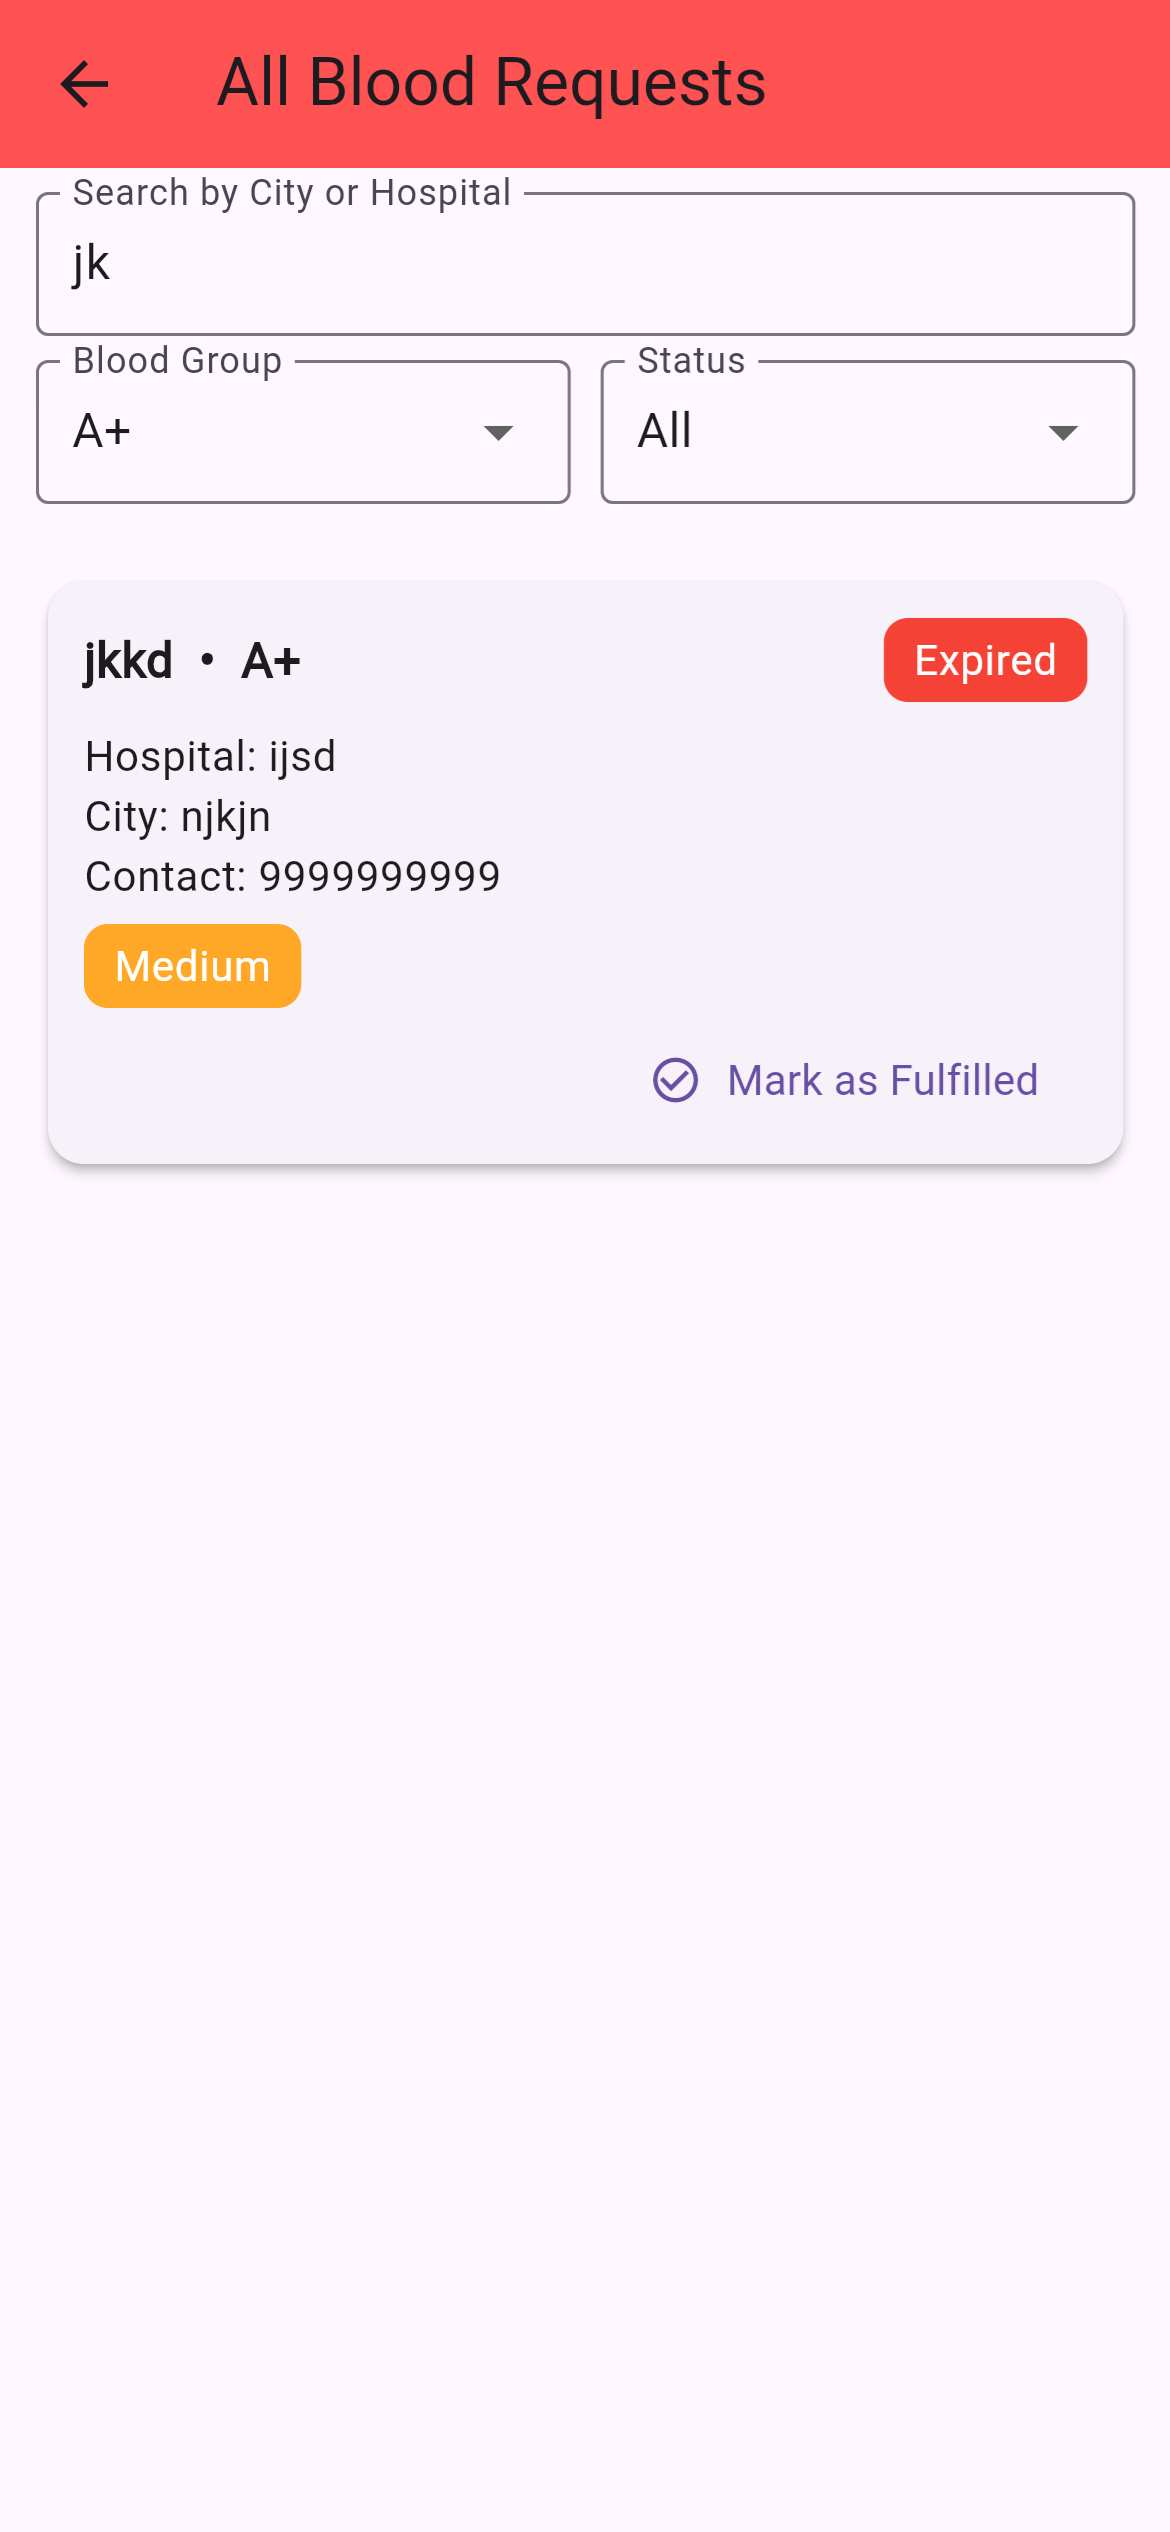 All Blood Requests
Search by City or Hospital
jk
Blood Group
Status
A+
All
jkkd • A+
Expired
Hospital: ijsd
City: njkjn
Contact: 9999999999
Medium
Mark as Fulfilled